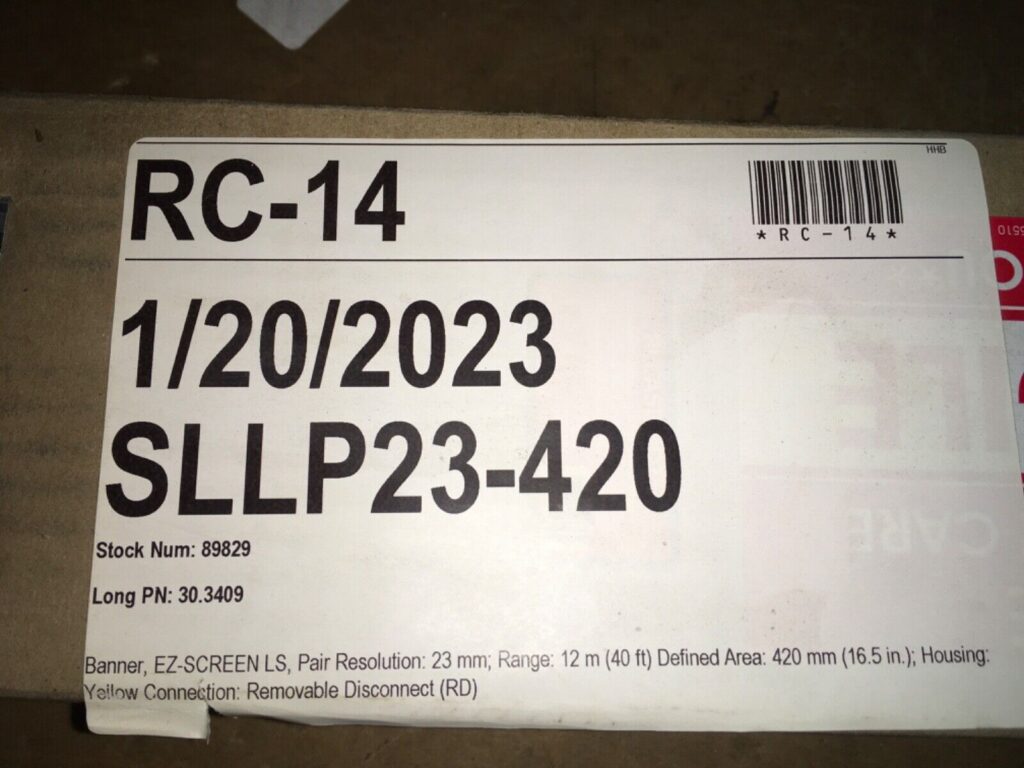 HHB
RC-14
*RC-14*
1/20/2023
SLLP23-420
Stock Num: 89829
Long PN: 30.3409
Banner, EZ-SCREEN LS, Pair Resolution: 23 mm; Range: 12 m (40 ft) Defined Area: 420 mm (16.5 in.); Housing:
Yellow Connection: Removable Disconnect (RD)
CARE